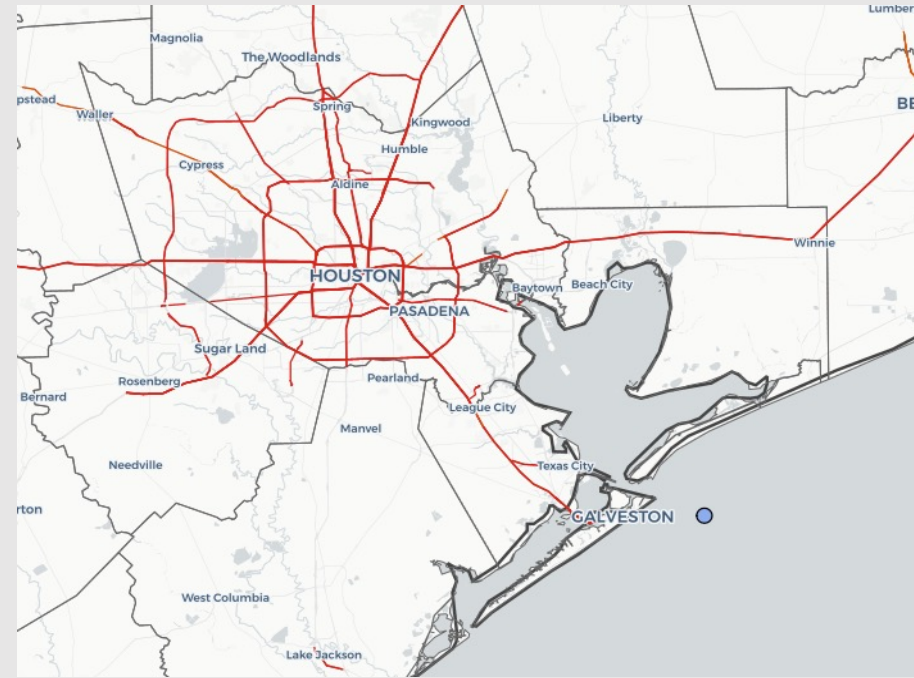 Lumber
Magnolia
The Woodlands
pstead
Waller
Spring
Kingwood
Liberty
BE
Humble
Cypress
Aldine
Winnie
HOUSTON
Baytown
Beach City
PASADENA
Sugar Land
Pearland
Rosenberg
Bernard
League City
Manvel
Needville
Texas City
rton
GALVESTON
West Columbia
Lake Jackson